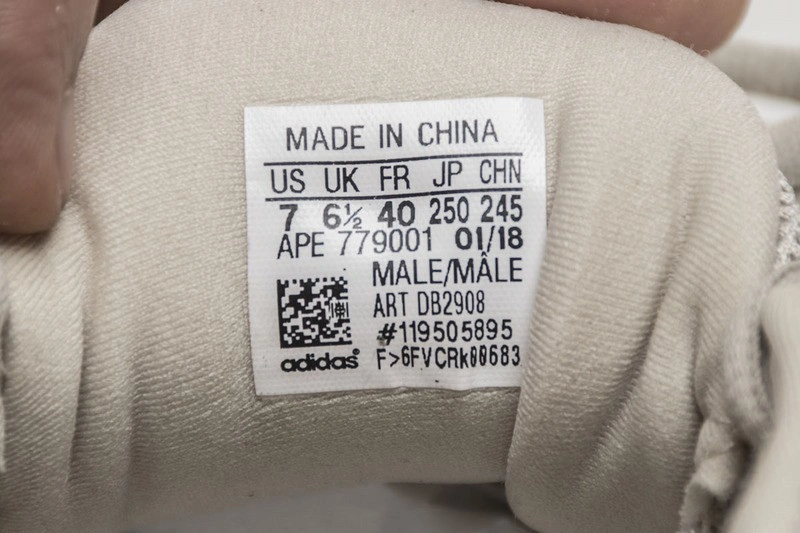 MADE IN CHINA
US UK FR JP CHN
7 6½ 40 250 245
APE 779001 01/18
MALE/MÂLE
ART DB2908
#119505895
adidas® F>6FVCRk00683